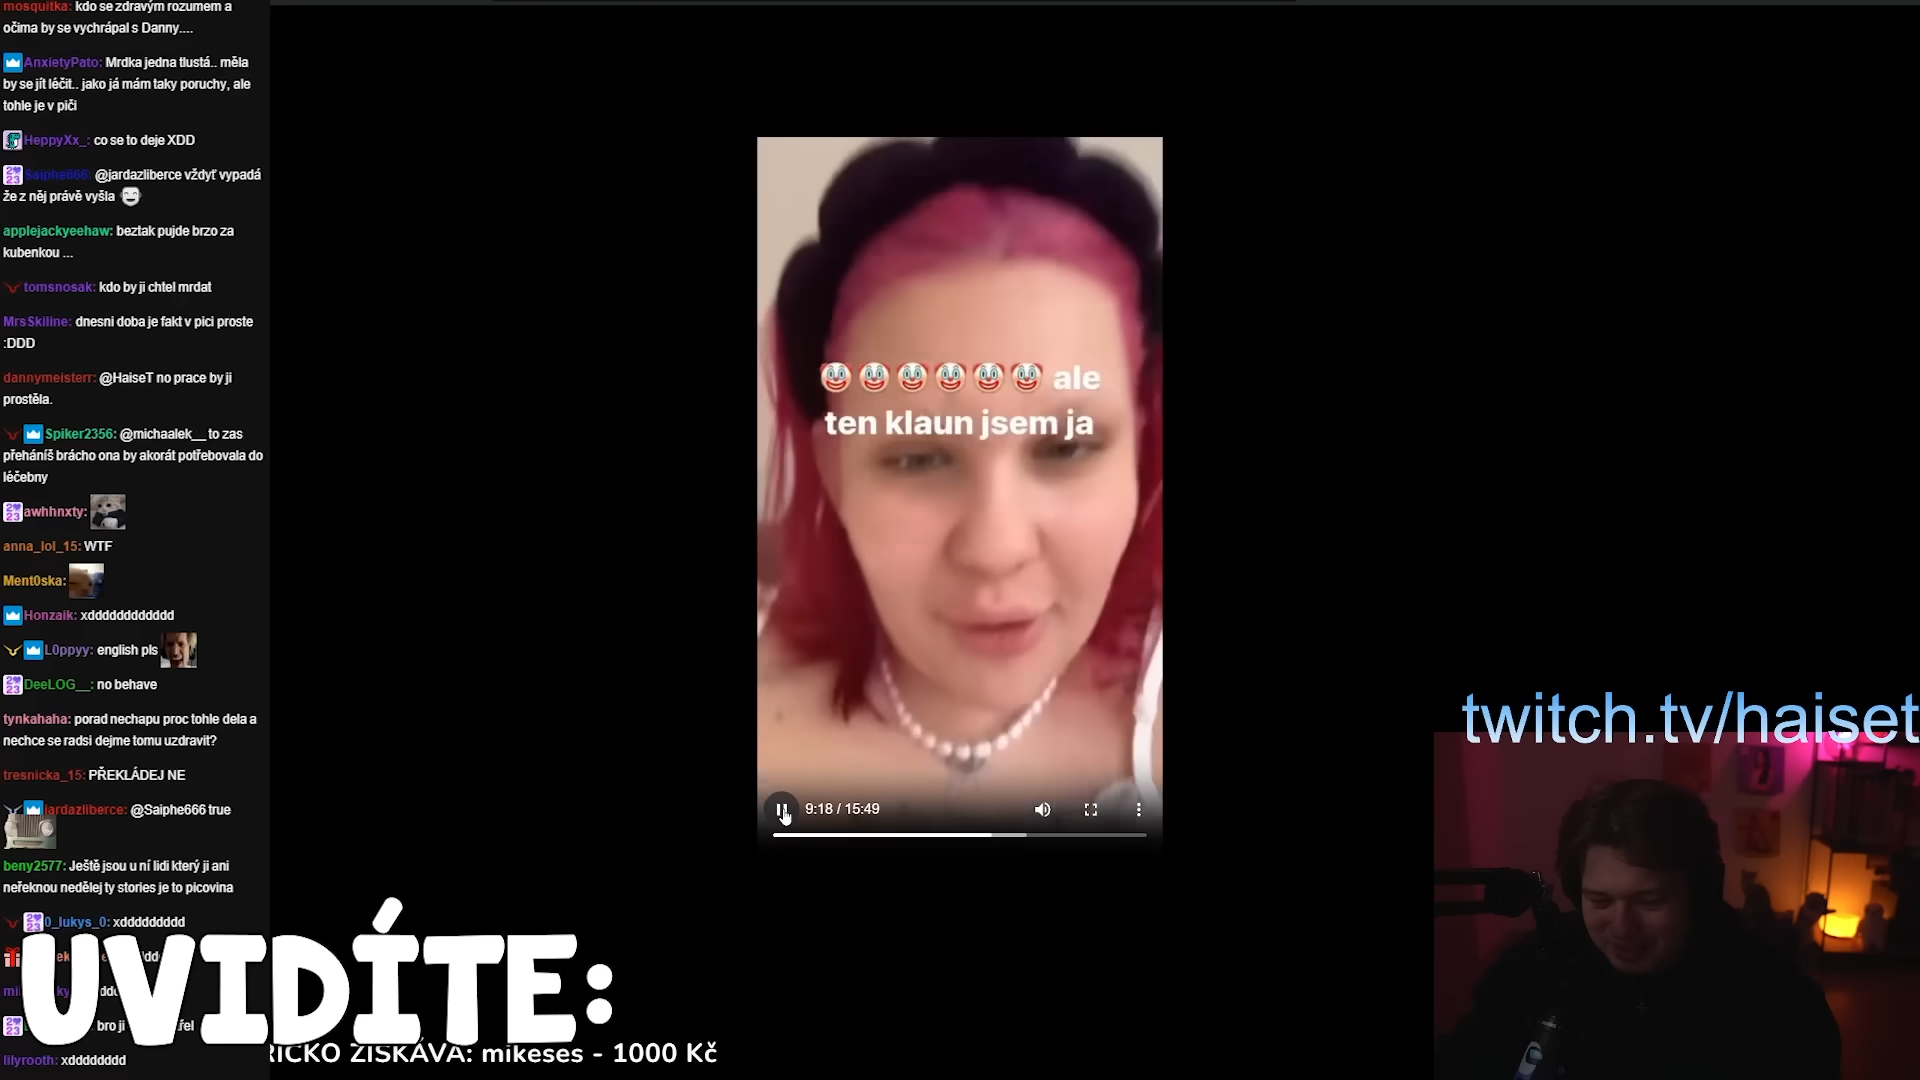 mosquitka: kdo se zdravým rozumem a
očima by se vychrápal s Danny....
AnxietyPato: Mrdka jedna tlustá.. měla
by se jít léčit.. jako já mám taky poruchy, ale
tohle je v piči
HeppyXx_: co se to deje XDD
Saiphe666: @jardazliberce vždyť vypadá
že z něj právě vyšla
applejackyeehaw: beztak pujde brzo za
kubenkou ...
tomsnosak: kdo by ji chtel mrdat
MrsSkiline: dnesni doba je fakt v pici proste
:DDD
dannymeisterr: @HaiseT no prace by ji
prostěla.
Spiker2356: @michaalek__ to zas
přeháníš brácho ona by akorát potřebovala do
léčebny
awhhnxty:
anna_lol_15: WTF
Ment0ska:
Honzaik: xdddddddddddd
L0ppyy: english pls
DeeLOG__: no behave
tynkahaha: porad nechapu proc tohle dela a
nechce se radsi dejme tomu uzdravit?
tresnicka_15: PŘEKLÁDEJ NE
jardazliberce: @Saiphe666 true
beny2577: Ještě jsou u ní lidi který ji ani
neřeknou nedělej ty stories je to picovina
0_lukys_0: xddddddddd
bro ji
lilyrooth: xdddddddd
🤡🤡🤡🤡🤡🤡 ale
ten klaun jsem ja
9:18 / 15:49
twitch.tv/haiset
UVIDÍTE:
ŘÍČKO ZÍSKÁVÁ: mikeses - 1000 Kč